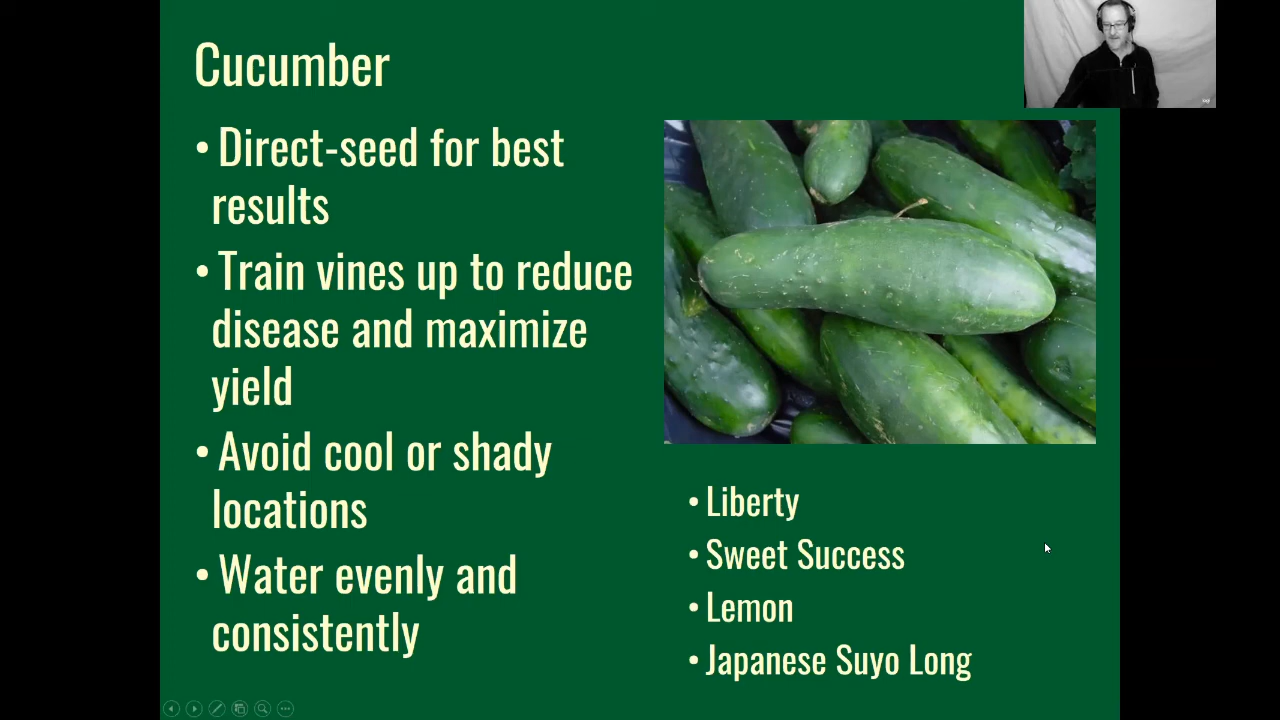 Cucumber
• Direct-seed for best
results
• Train vines up to reduce
disease and maximize
yield
• Avoid cool or shady
locations
• Water evenly and
consistently
• Liberty
• Sweet Success
• Lemon
• Japanese Suyo Long